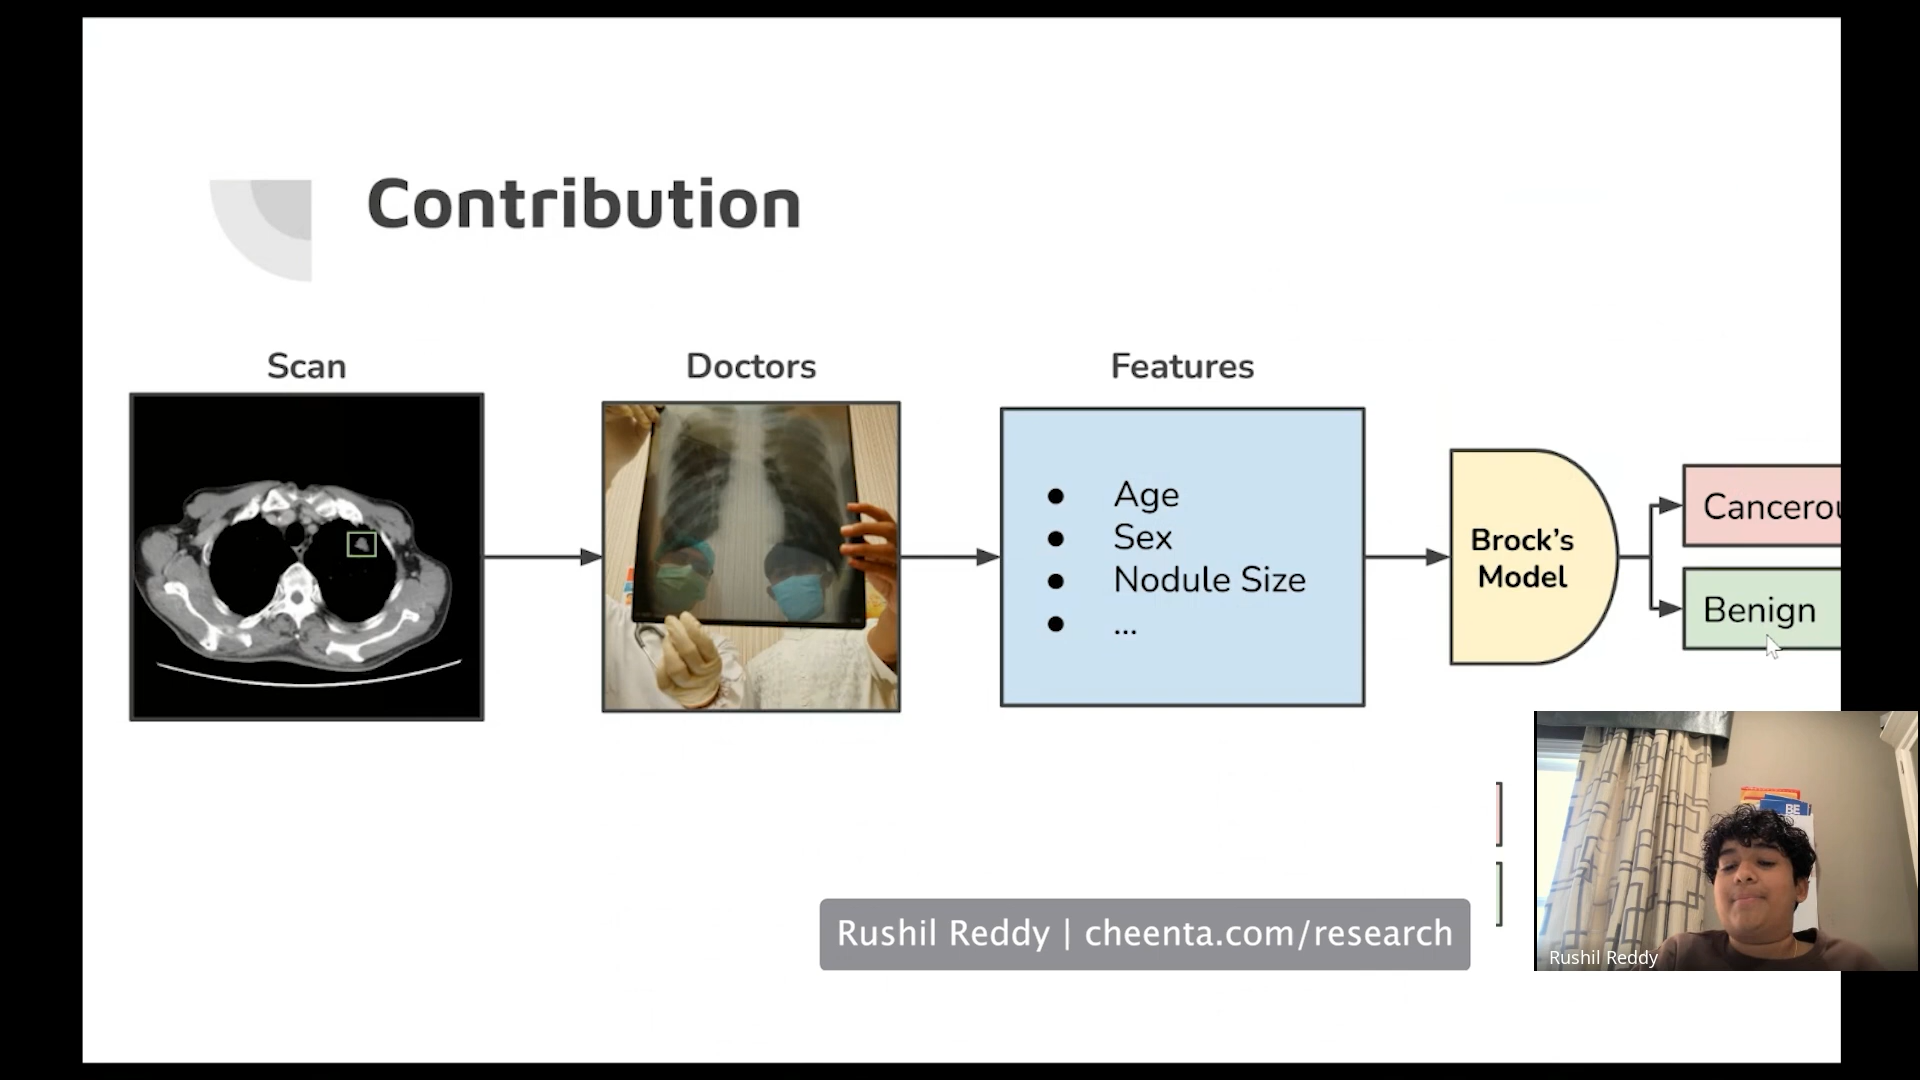 Contribution
Scan
Doctors
Features
● Age
● Sex
● Nodule Size
● ...
Brock's
Model
Cancerou
Benign
BE
Rushil Reddy | cheenta.com/research
Rushil Reddy